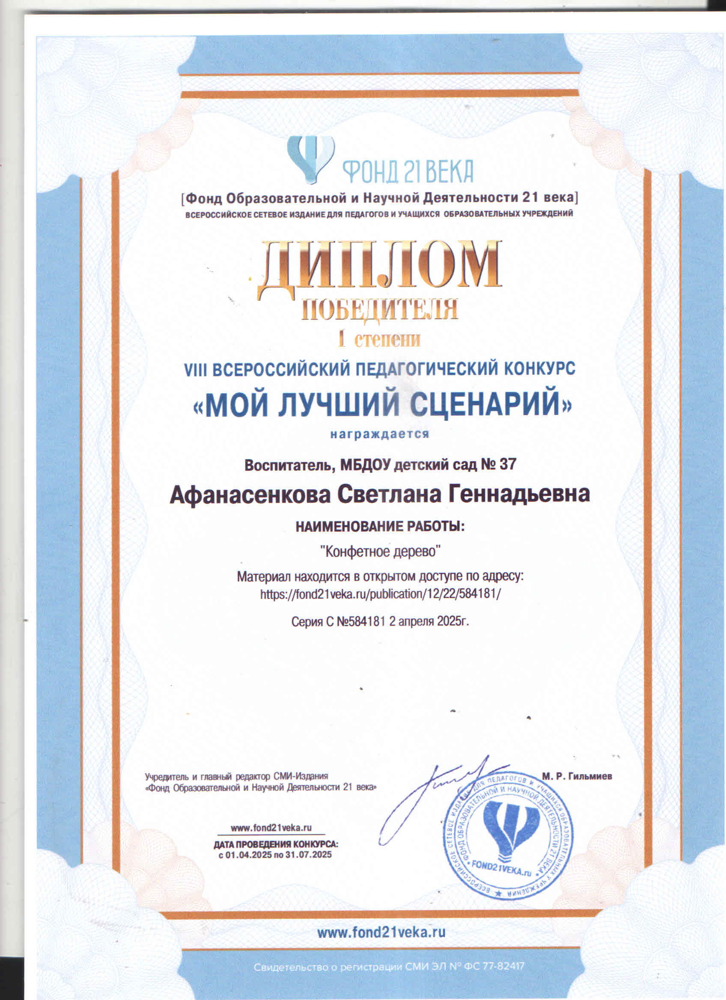 ФОНД 21 ВЕКА
[Фонд Образовательной и Научной Деятельности 21 века]
ВСЕРОССИЙСКОЕ СЕТЕВОЕ ИЗДАНИЕ ДЛЯ ПЕДАГОГОВ И УЧАЩИХСЯ ОБРАЗОВАТЕЛЬНЫХ УЧРЕЖДЕНИЙ
ДИПЛОМ
ПОБЕДИТЕЛЯ
I степени
VIII ВСЕРОССИЙСКИЙ ПЕДАГОГИЧЕСКИЙ КОНКУРС
«МОЙ ЛУЧШИЙ СЦЕНАРИЙ»
награждается
Воспитатель, МБДОУ детский сад № 37
Афанасенкова Светлана Геннадьевна
НАИМЕНОВАНИЕ РАБОТЫ:
"Конфетное дерево"
Материал находится в открытом доступе по адресу:
https://fond21veka.ru/publication/12/22/584181/
Серия С №584181 2 апреля 2025г.
Учредитель и главный редактор СМИ-Издания
«Фонд Образовательной и Научной Деятельности 21 века»
М. Р. Гильмиев
www.fond21veka.ru
ДАТА ПРОВЕДЕНИЯ КОНКУРСА:
с 01.04.2025 по 31.07.2025
ВСЕРОССИЙСКОЕ СЕТЕВОЕ ИЗДАНИЕ ДЛЯ ПЕДАГОГОВ И УЧАЩИХСЯ ОБРАЗОВАТЕЛЬНЫХ УЧРЕЖДЕНИЯ
ФОНД ОБРАЗОВАТЕЛЬНОЙ И НАУЧНОЙ ДЕЯТЕЛЬНОСТИ 21 ВЕКА
FOND21VEKA.ru
www.fond21veka.ru
Свидетельство о регистрации СМИ ЭЛ № ФС 77-82417